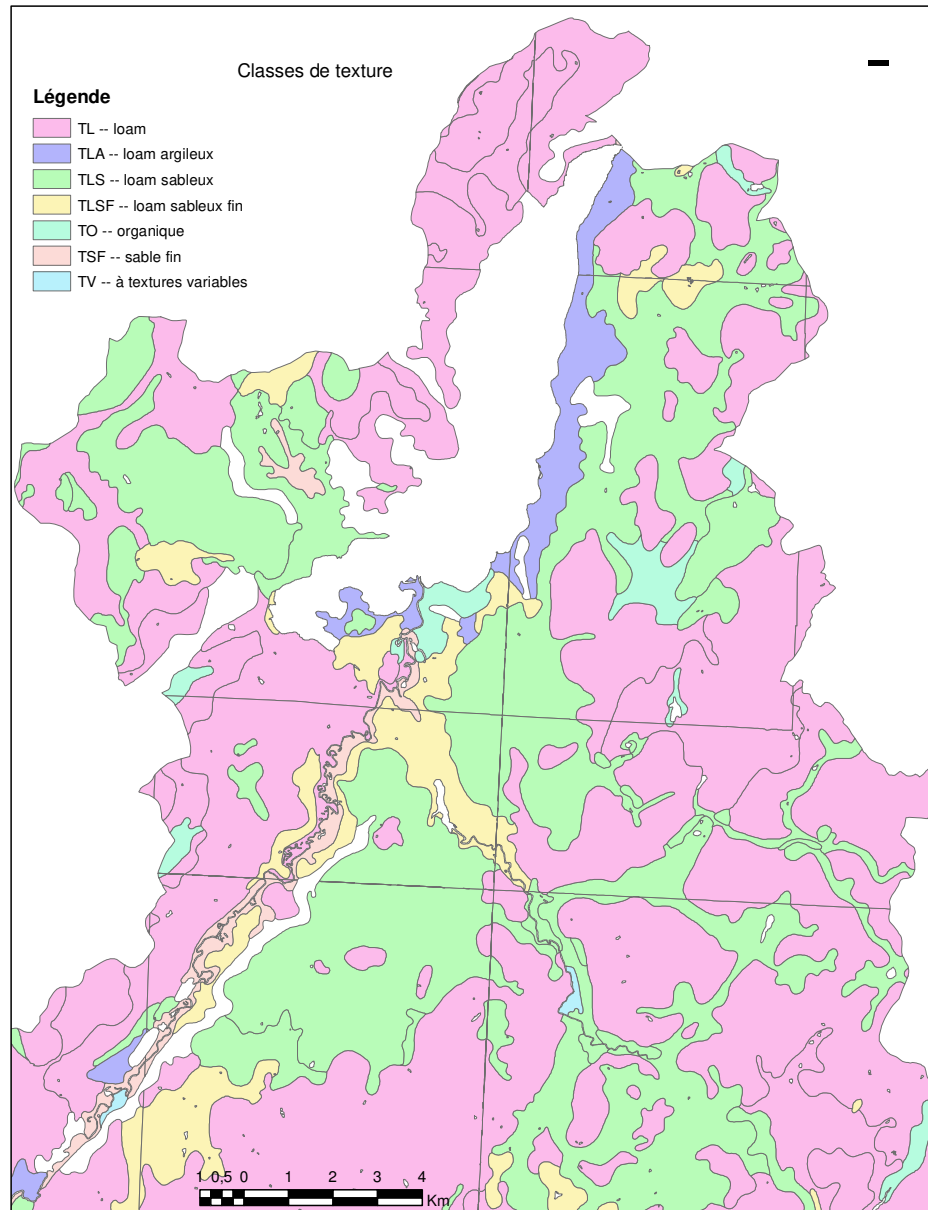 Classes de texture
Légende
TL -- loam
TLA -- loam argileux
TLS -- loam sableux
TLSF -- loam sableux fin
TO -- organique
TSF -- sable fin
TV -- à textures variables
1 0,5 0 1 2 3 4
Km